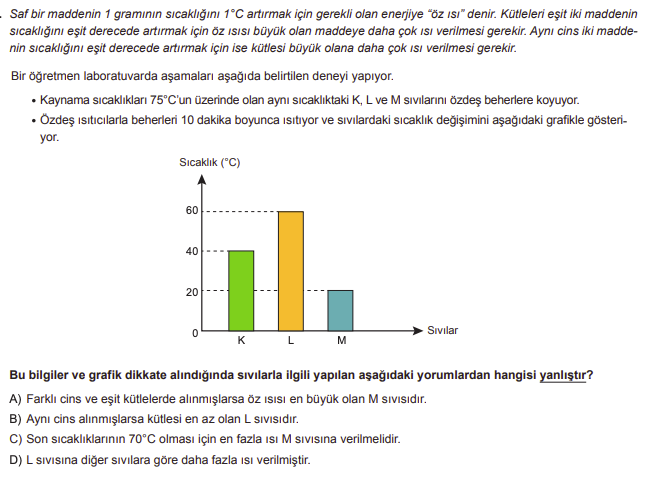 . Saf bir maddenin 1 gramının sıcaklığını 1°C artırmak için gerekli olan enerjiye “öz ısı” denir. Kütleleri eşit iki maddenin
sıcaklığını eşit derecede artırmak için öz ısısı büyük olan maddeye daha çok ısı verilmesi gerekir. Aynı cins iki madde-
nin sıcaklığını eşit derecede artırmak için ise kütlesi büyük olana daha çok ısı verilmesi gerekir.
Bir öğretmen laboratuvarda aşamaları aşağıda belirtilen deneyi yapıyor.
• Kaynama sıcaklıkları 75°C’un üzerinde olan aynı sıcaklıktaki K, L ve M sıvılarını özdeş beherlere koyuyor.
• Özdeş ısıtıcılarla beherleri 10 dakika boyunca ısıtıyor ve sıvılardaki sıcaklık değişimini aşağıdaki grafikle gösteri-
yor.
Sıcaklık (°C)
60
40
20
0
K L M
Sıvılar
Bu bilgiler ve grafik dikkate alındığında sıvılarla ilgili yapılan aşağıdaki yorumlardan hangisi yanlıştır?
A) Farklı cins ve eşit kütlelerde alınmışlarsa öz ısısı en büyük olan M sıvısıdır.
B) Aynı cins alınmışlarsa kütlesi en az olan L sıvısıdır.
C) Son sıcaklıklarının 70°C olması için en fazla ısı M sıvısına verilmelidir.
D) L sıvısına diğer sıvılara göre daha fazla ısı verilmiştir.